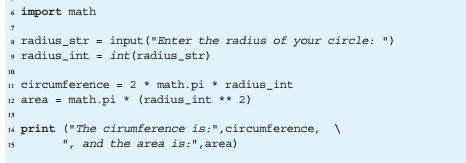 6 import math
7
8 radius_str = input("Enter the radius of your circle: ")
9 radius_int = int(radius_str)
10
11 circumference = 2 * math.pi * radius_int
12 area = math.pi * (radius_int ** 2)
13
14 print ("The cirumference is:",circumference, \
15 ", and the area is:",area)